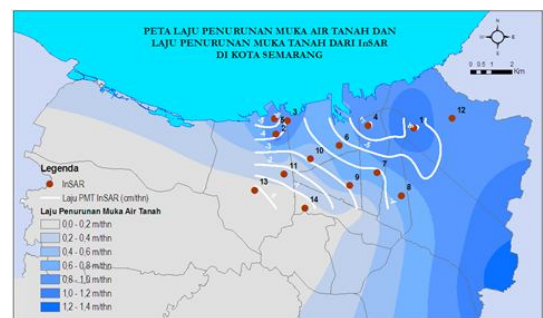 PETA LAJU PENURUNAN MUKA AIR TANAH DAN
LAJU PENURUNAN MUKA TANAH DARI InSAR
DI KOTA SEMARANG
0 0.5 1 2
Km
3
4
1
12
2
6
10
7
11
9
13
8
14
Legenda
InSAR
Laju PMT InSAR (cm/thn)
Laju Penurunan Muka Air Tanah
0,0 - 0,2 m/thn
0,2 - 0,4 m/thn
0,4 - 0,6 m/thn
0,6 - 0,8 m/thn
0,8 - 1,0 m/thn
1,0 - 1,2 m/thn
1,2 - 1,4 m/thn